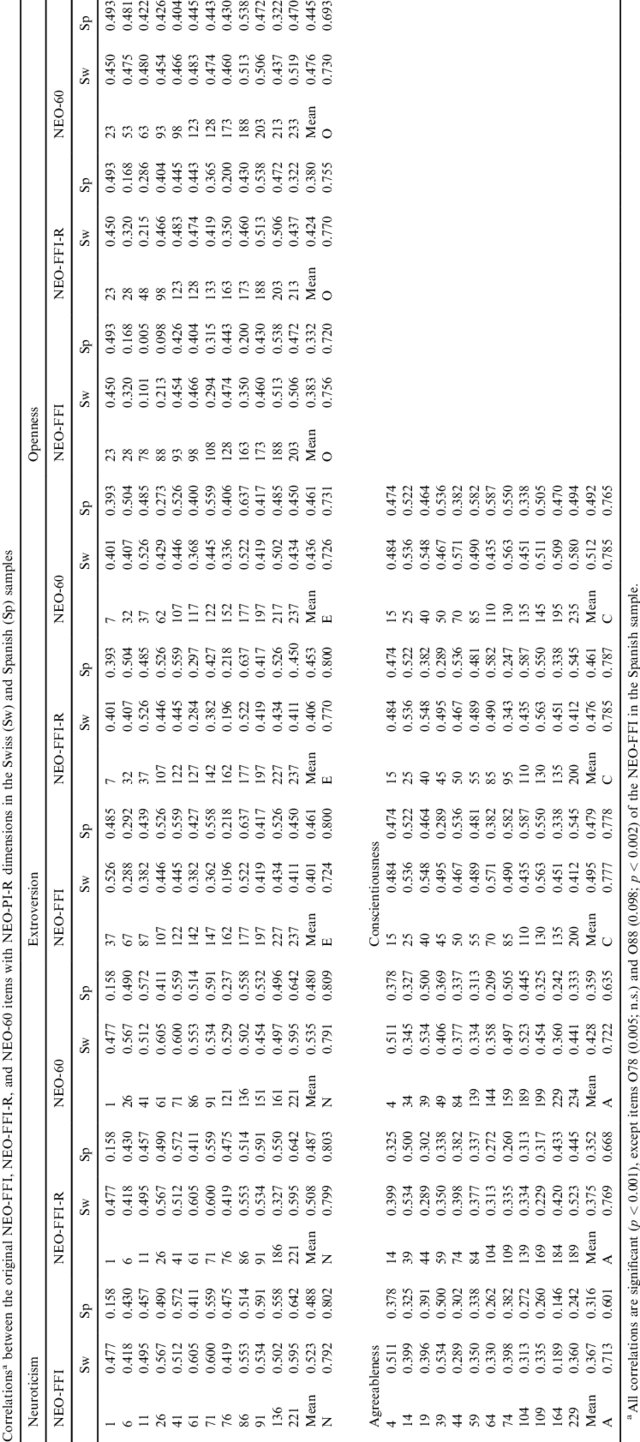 Correlationsa between the original NEO-FFI, NEO-FFI-R, and NEO-60 items with NEO-PI-R dimensions in the Swiss (Sw) and Spanish (Sp) samples
Neuroticism Extroversion Openness
NEO-FFI NEO-FFI-R NEO-60 NEO-FFI NEO-FFI-R NEO-60 NEO-FFI NEO-FFI-R NEO-60
Sw Sp Sw Sp Sw Sp Sw Sp Sw Sp Sw Sp Sw Sp Sw Sp Sw Sp
1 0.477 0.158 1 0.477 0.158 1 0.477 0.158 37 0.526 0.485 7 0.401 0.393 7 0.401 0.393 23 0.450 0.493 23 0.450 0.493 23 0.450 0.493
6 0.418 0.430 6 0.418 0.430 26 0.567 0.490 67 0.288 0.292 32 0.407 0.504 32 0.407 0.504 28 0.320 0.168 28 0.320 0.168 53 0.475 0.481
11 0.495 0.457 11 0.495 0.457 41 0.512 0.572 87 0.382 0.439 37 0.526 0.485 37 0.526 0.485 78 0.101 0.005 48 0.215 0.286 63 0.480 0.422
26 0.567 0.490 26 0.567 0.490 61 0.605 0.411 107 0.446 0.526 107 0.446 0.526 62 0.429 0.273 88 0.213 0.098 98 0.466 0.404 93 0.454 0.426
41 0.512 0.572 41 0.512 0.572 71 0.600 0.559 122 0.445 0.559 122 0.445 0.559 107 0.446 0.526 93 0.454 0.426 123 0.483 0.445 98 0.466 0.404
61 0.605 0.411 61 0.605 0.411 86 0.553 0.514 142 0.382 0.427 127 0.284 0.297 117 0.368 0.400 98 0.466 0.404 128 0.474 0.443 123 0.483 0.445
71 0.600 0.559 71 0.600 0.559 91 0.534 0.591 147 0.362 0.558 142 0.382 0.427 122 0.445 0.559 108 0.294 0.315 133 0.419 0.365 128 0.474 0.443
76 0.419 0.475 76 0.419 0.475 121 0.529 0.237 162 0.196 0.218 162 0.196 0.218 152 0.336 0.406 128 0.474 0.443 163 0.350 0.200 173 0.460 0.430
86 0.553 0.514 86 0.553 0.514 136 0.502 0.558 177 0.522 0.637 177 0.522 0.637 177 0.522 0.637 163 0.350 0.200 173 0.460 0.430 188 0.513 0.538
91 0.534 0.591 91 0.534 0.591 151 0.454 0.532 197 0.419 0.417 197 0.419 0.417 197 0.419 0.417 173 0.460 0.430 188 0.513 0.538 203 0.506 0.472
136 0.502 0.558 186 0.327 0.550 161 0.497 0.496 227 0.434 0.526 227 0.434 0.526 217 0.502 0.485 188 0.513 0.538 203 0.506 0.472 213 0.437 0.322
221 0.595 0.642 221 0.595 0.642 221 0.595 0.642 237 0.411 0.450 237 0.411 .450 237 0.434 0.450 203 0.506 0.472 213 0.437 0.322 233 0.519 0.470
Mean 0.523 0.488 Mean 0.508 0.487 Mean 0.535 0.480 Mean 0.401 0.461 Mean 0.406 0.453 Mean 0.436 0.461 Mean 0.383 0.332 Mean 0.424 0.380 Mean 0.476 0.445
N 0.792 0.802 N 0.799 0.803 N 0.791 0.809 E 0.724 0.800 E 0.770 0.800 E 0.726 0.731 O 0.756 0.720 O 0.770 0.755 O 0.730 0.693
Agreeableness Conscientiousness
4 0.511 0.378 14 0.399 0.325 4 0.511 0.378 15 0.484 0.474 15 0.484 0.474 15 0.484 0.474
14 0.399 0.325 39 0.534 0.500 34 0.345 0.327 25 0.536 0.522 25 0.536 0.522 25 0.536 0.522
19 0.396 0.391 44 0.289 0.302 39 0.534 0.500 40 0.548 0.464 40 0.548 0.382 40 0.548 0.464
39 0.534 0.500 59 0.350 0.338 49 0.406 0.369 45 0.495 0.289 45 0.495 0.289 50 0.467 0.536
44 0.289 0.302 74 0.398 0.382 84 0.377 0.337 50 0.467 0.536 50 0.467 0.536 70 0.571 0.382
59 0.350 0.338 84 0.377 0.337 139 0.334 0.313 55 0.489 0.481 55 0.489 0.481 85 0.490 0.582
64 0.330 0.262 104 0.313 0.272 144 0.358 0.209 70 0.571 0.382 85 0.490 0.582 110 0.435 0.587
74 0.398 0.382 109 0.335 0.260 159 0.497 0.505 85 0.490 0.582 95 0.343 0.247 130 0.563 0.550
104 0.313 0.272 139 0.334 0.313 189 0.523 0.445 110 0.435 0.587 110 0.435 0.587 135 0.451 0.338
109 0.335 0.260 169 0.229 0.317 199 0.454 0.325 130 0.563 0.550 130 0.563 0.550 145 0.511 0.505
164 0.189 0.146 184 0.420 0.433 229 0.360 0.242 135 0.451 0.338 135 0.451 0.338 195 0.509 0.470
229 0.360 0.242 189 0.523 0.445 234 0.441 0.333 200 0.412 0.545 200 0.412 0.545 235 0.580 0.494
Mean 0.367 0.316 Mean 0.375 0.352 Mean 0.428 0.359 Mean 0.495 0.479 Mean 0.476 0.461 Mean 0.512 0.492
A 0.713 0.601 A 0.769 0.668 A 0.722 0.635 C 0.777 0.778 C 0.785 0.787 C 0.785 0.765
a All correlations are significant (p < 0.001), except items O78 (0.005; n.s.) and O88 (0.098; p < 0.002) of the NEO-FFI in the Spanish sample.